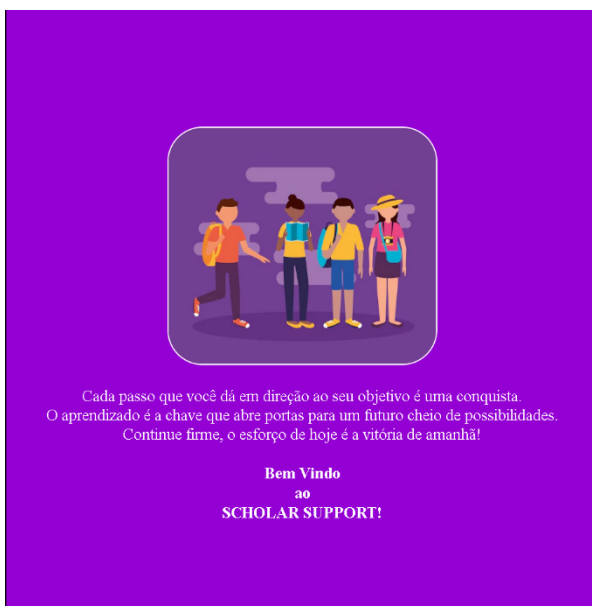 Cada passo que você dá em direção ao seu objetivo é uma conquista.
O aprendizado é a chave que abre portas para um futuro cheio de possibilidades.
Continue firme, o esforço de hoje é a vitória de amanhã!
Bem Vindo
ao
SCHOLAR SUPPORT!